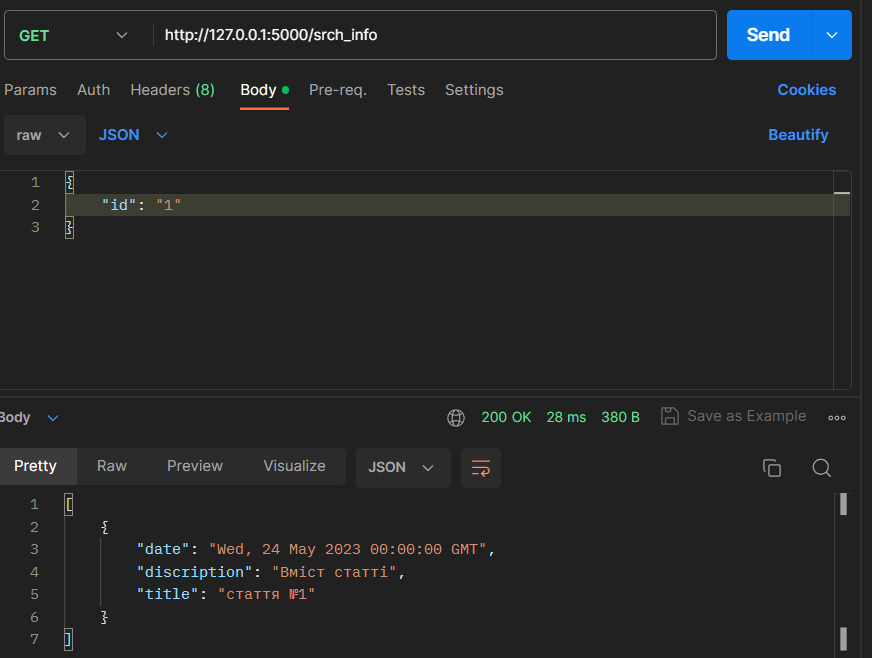 GET http://127.0.0.1:5000/srch_info Send
Params Auth Headers (8) Body Pre-req. Tests Settings Cookies
raw JSON Beautify
1 {
2 "id": "1"
3 }
Body 200 OK 28 ms 380 B Save as Example
Pretty Raw Preview Visualize JSON
1 [
2 {
3 "date": "Wed, 24 May 2023 00:00:00 GMT",
4 "discription": "Вміст статті",
5 "title": "стаття №1"
6 }
7 ]